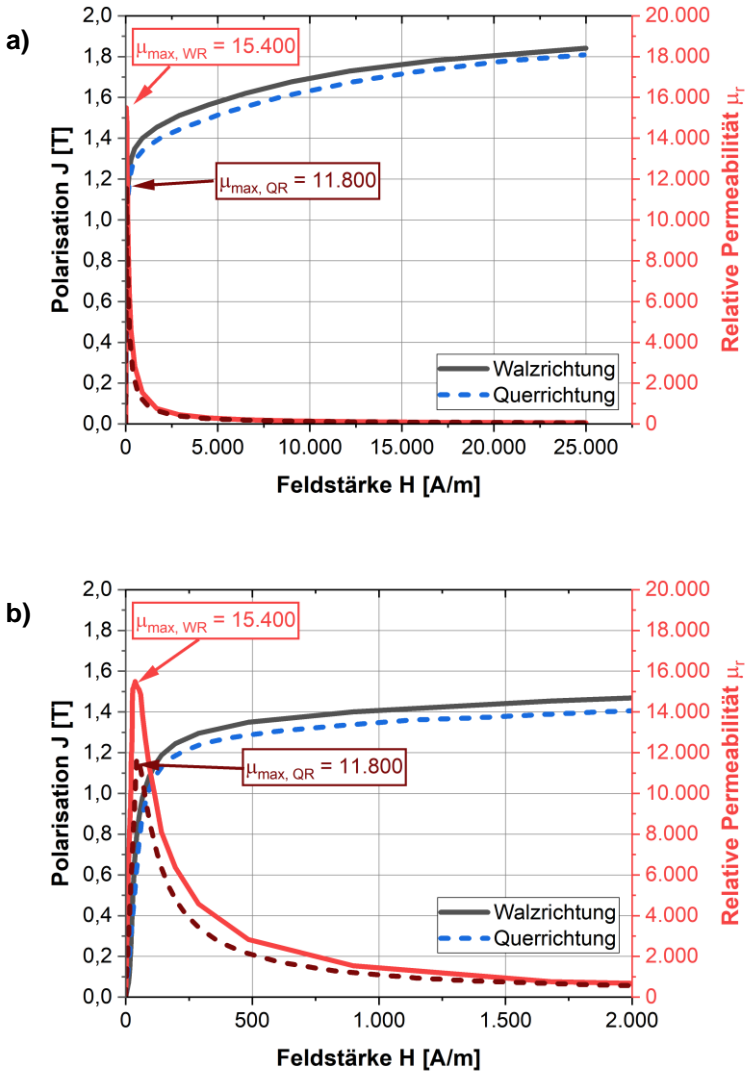 a)
2,0
1,8
1,6
1,4
1,2
1,0
0,8
0,6
0,4
0,2
0,0
Polarisation J [T]
μmax, WR = 15.400
μmax, QR = 11.800
Walzrichtung
Querrichtung
20.000
18.000
16.000
14.000
12.000
10.000
8.000
6.000
4.000
2.000
0
Relative Permeabilität μr
0 5.000 10.000 15.000 20.000 25.000
Feldstärke H [A/m]
b)
2,0
1,8
1,6
1,4
1,2
1,0
0,8
0,6
0,4
0,2
0,0
Polarisation J [T]
μmax, WR = 15.400
μmax, QR = 11.800
Walzrichtung
Querrichtung
20.000
18.000
16.000
14.000
12.000
10.000
8.000
6.000
4.000
2.000
0
Relative Permeabilität μr
0 500 1.000 1.500 2.000
Feldstärke H [A/m]